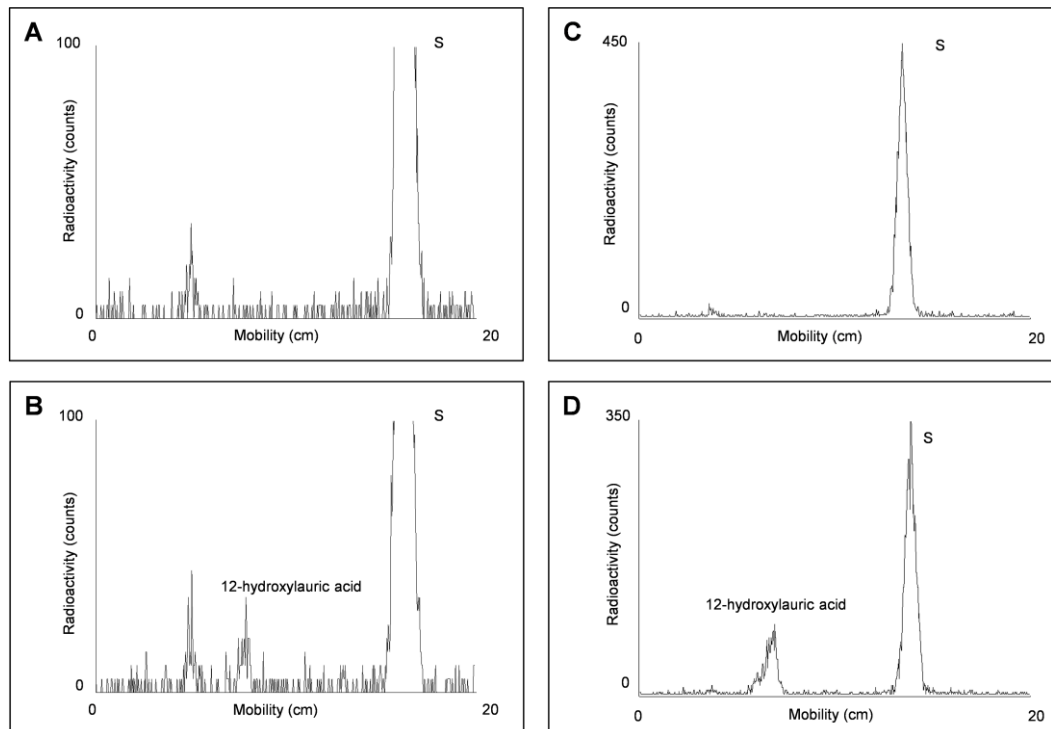 A
100
S
Radioactivity (counts)
0
0
Mobility (cm)
20
B
100
S
12-hydroxylauric acid
Radioactivity (counts)
0
0
Mobility (cm)
20
C
450
S
Radioactivity (counts)
0
0
Mobility (cm)
20
D
350
S
12-hydroxylauric acid
Radioactivity (counts)
0
0
Mobility (cm)
20